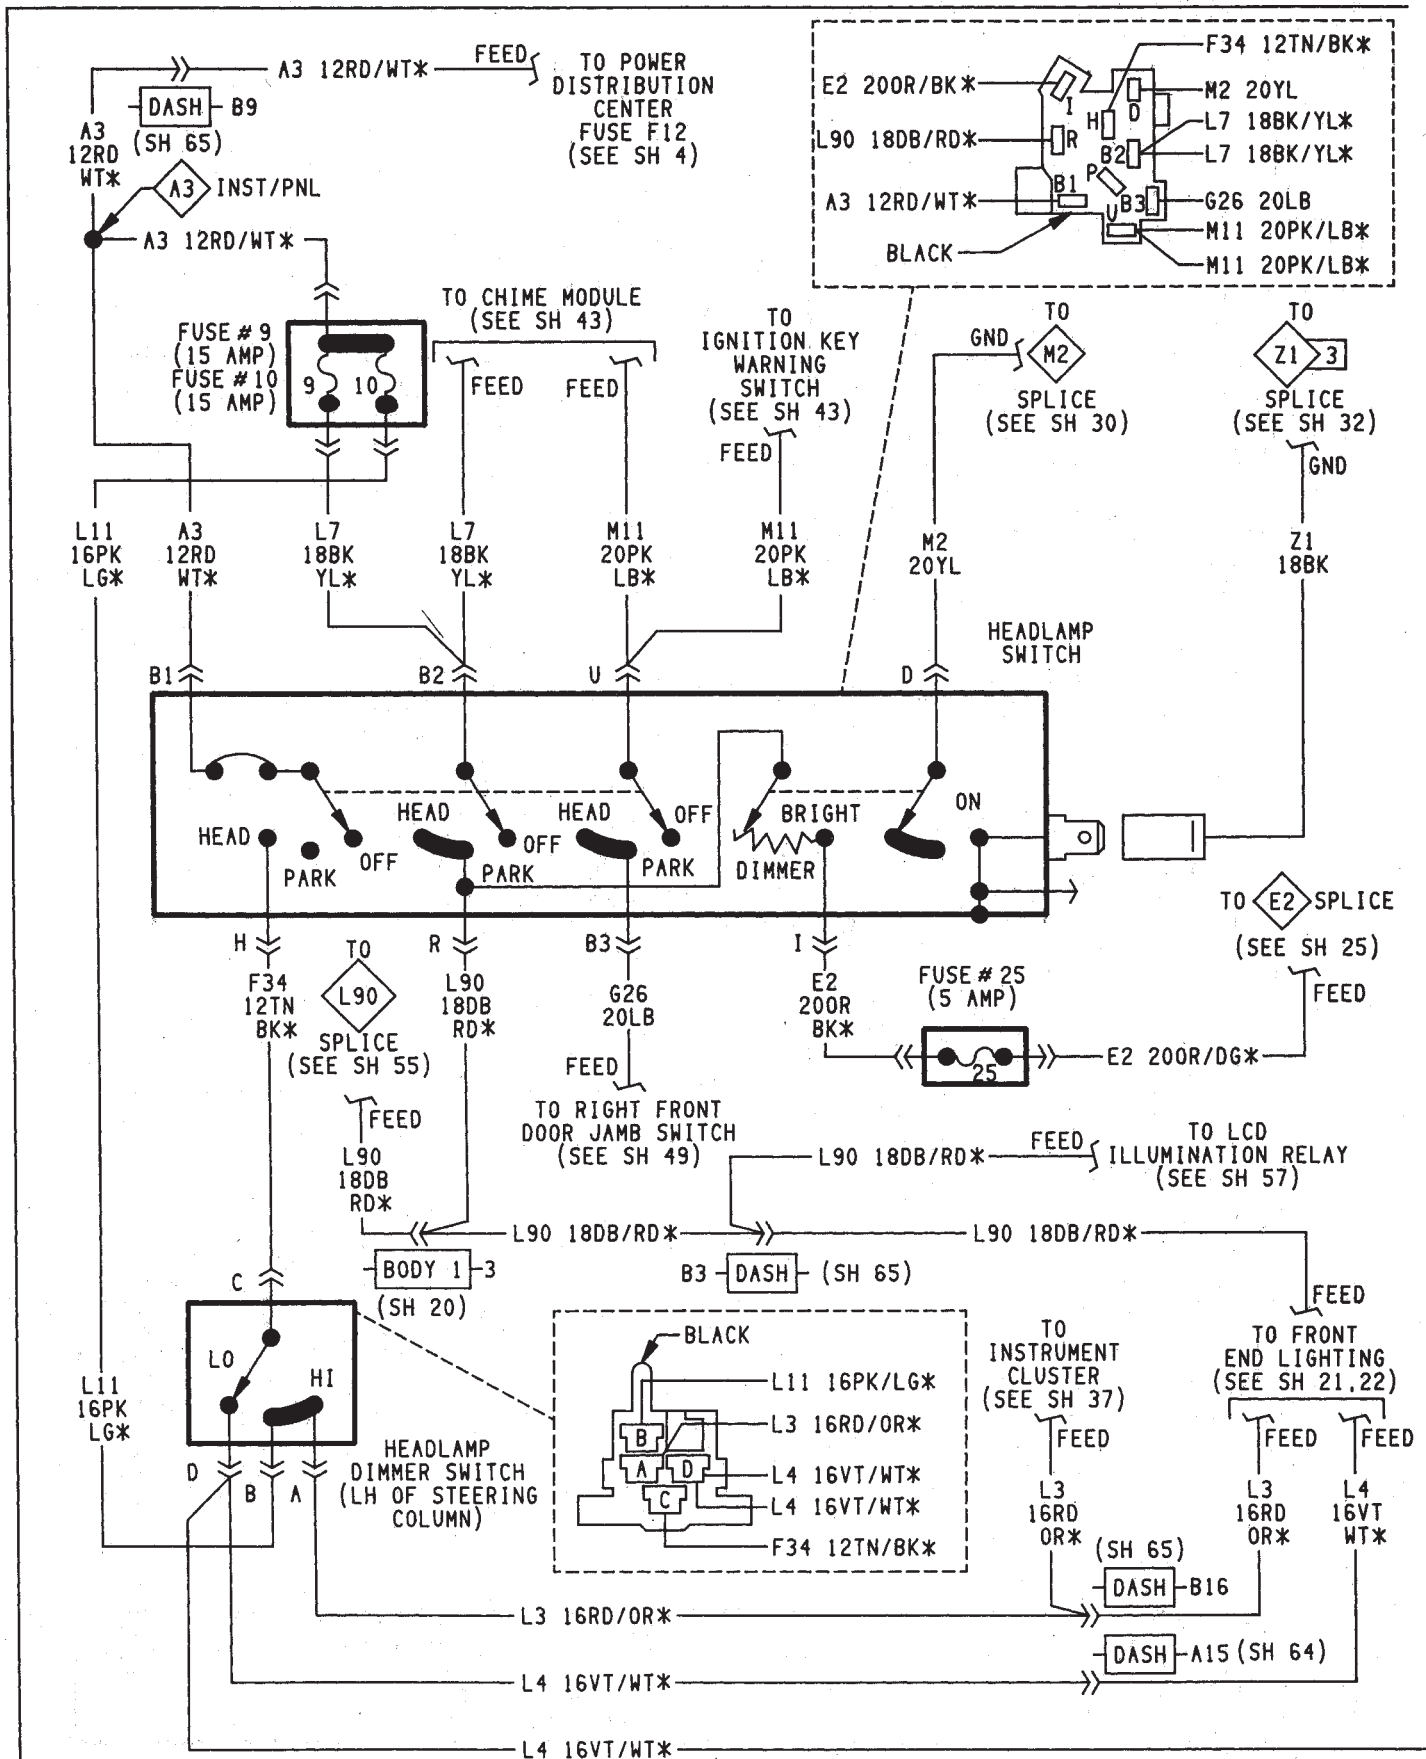 FEED
A3 12RD/WT*
TO POWER
DISTRIBUTION
CENTER
FUSE F12
(SEE SH 4)
DASH
B9
(SH 65)
A3
12RD
WT*
A3
INST/PNL
A3 12RD/WT*
F34 12TN/BK*
E2 200R/BK*
M2 20YL
L7 18BK/YL*
L90 18DB/RD*
L7 18BK/YL*
A3 12RD/WT*
G26 20LB
M11 20PK/LB*
BLACK
M11 20PK/LB*
I
H
D
R
B2
P
B1
U
B3
FUSE # 9
(15 AMP)
FUSE # 10
(15 AMP)
9
10
TO CHIME MODULE
(SEE SH 43)
FEED
FEED
TO
IGNITION KEY
WARNING
SWITCH
(SEE SH 43)
FEED
GND
TO
M2
SPLICE
(SEE SH 30)
TO
Z1
3
SPLICE
(SEE SH 32)
GND
L11
16PK
LG*
A3
12RD
WT*
L7
18BK
YL*
L7
18BK
YL*
M11
20PK
LB*
M11
20PK
LB*
M2
20YL
Z1
18BK
HEADLAMP
SWITCH
B1
B2
U
D
HEAD
PARK
OFF
HEAD
OFF
PARK
HEAD
OFF
PARK
BRIGHT
DIMMER
ON
H
R
B3
I
TO
L90
SPLICE
(SEE SH 55)
FEED
F34
12TN
BK*
L90
18DB
RD*
G26
20LB
FEED
TO RIGHT FRONT
DOOR JAMB SWITCH
(SEE SH 49)
E2
200R
BK*
FUSE # 25
(5 AMP)
25
E2 200R/DG*
TO
E2
SPLICE
(SEE SH 25)
FEED
L90
18DB
RD*
L90 18DB/RD*
FEED
TO LCD
ILLUMINATION RELAY
(SEE SH 57)
L90 18DB/RD*
L90 18DB/RD*
BODY 1
3
(SH 20)
B3
DASH
(SH 65)
FEED
TO FRONT
END LIGHTING
(SEE SH 21,22)
FEED
FEED
C
LO
HI
D
B
A
HEADLAMP
DIMMER SWITCH
(LH OF STEERING
COLUMN)
L11
16PK
LG*
BLACK
L11 16PK/LG*
L3 16RD/OR*
L4 16VT/WT*
L4 16VT/WT*
F34 12TN/BK*
B
A
D
C
TO
INSTRUMENT
CLUSTER
(SEE SH 37)
FEED
L3
16RD
OR*
L3
16RD
OR*
L4
16VT
WT*
(SH 65)
DASH
B16
L3 16RD/OR*
DASH
A15 (SH 64)
L4 16VT/WT*
L4 16VT/WT*